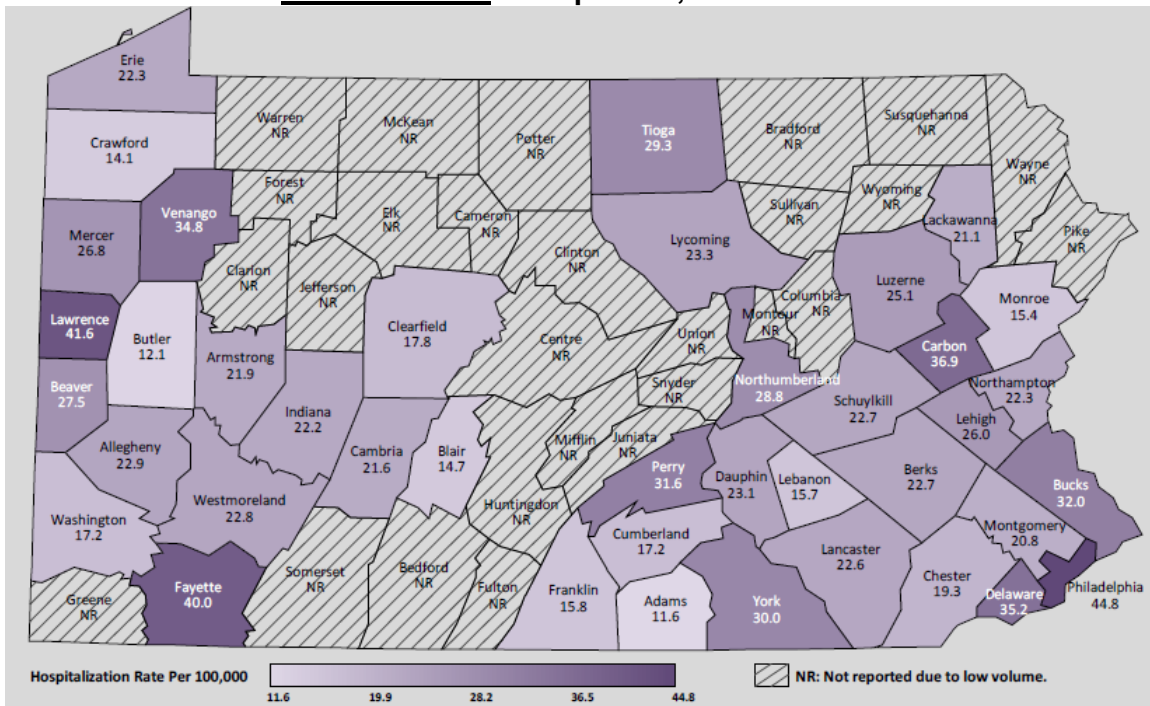 Erie
22.3
Warren
NR
McKean
NR
Potter
NR
Tioga
29.3
Bradford
NR
Susquehanna
NR
Crawford
14.1
Wayne
NR
Forest
NR
Venango
34.8
Elk
NR
Cameron
NR
Sullivan
NR
Wyoming
NR
Lackawanna
21.1
Pike
NR
Mercer
26.8
Lycoming
23.3
Clinton
NR
Clarion
NR
Jefferson
NR
Luzerne
25.1
Columbia
NR
Montour
NR
Monroe
15.4
Lawrence
41.6
Butler
12.1
Clearfield
17.8
Centre
NR
Union
NR
Carbon
36.9
Armstrong
21.9
Beaver
27.5
Snyder
NR
Northumberland
28.8
Northampton
22.3
Schuylkill
22.7
Indiana
22.2
Lehigh
26.0
Allegheny
22.9
Cambria
21.6
Blair
14.7
Mifflin
NR
Juniata
NR
Perry
31.6
Dauphin
23.1
Lebanon
15.7
Berks
22.7
Bucks
32.0
Westmoreland
22.8
Huntingdon
NR
Washington
17.2
Cumberland
17.2
Montgomery
20.8
Lancaster
22.6
Somerset
NR
Bedford
NR
Fulton
NR
Franklin
15.8
Adams
11.6
York
30.0
Chester
19.3
Delaware
35.2
Philadelphia
44.8
Greene
NR
Fayette
40.0
Hospitalization Rate Per 100,000
11.6 19.9 28.2 36.5 44.8
NR: Not reported due to low volume.